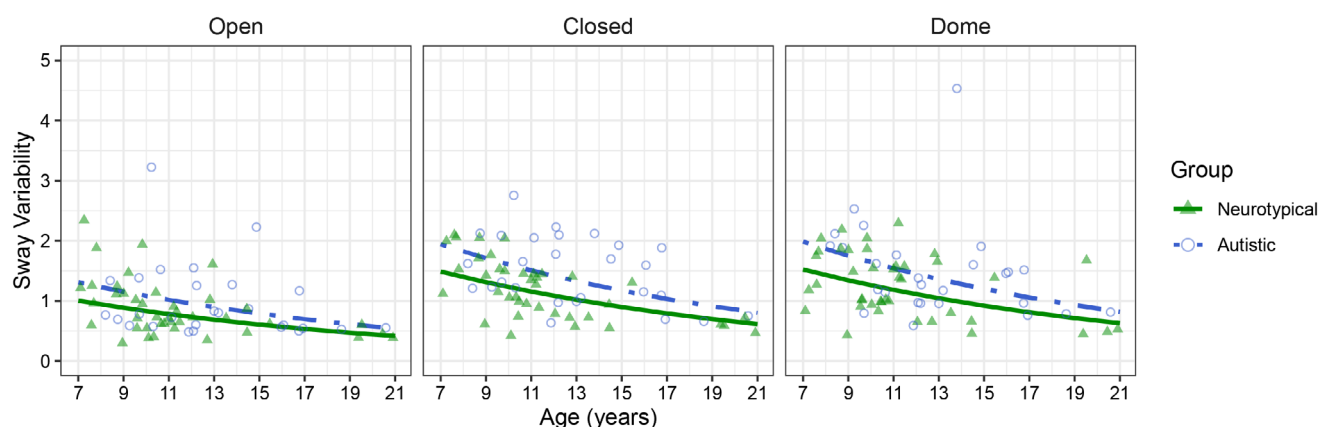 Open Closed Dome
Sway Variability
5
4
3
2
1
0
7 9 11 13 15 17 19 21 7 9 11 13 15 17 19 21 7 9 11 13 15 17 19 21
Age (years)
Group
Neurotypical
Autistic